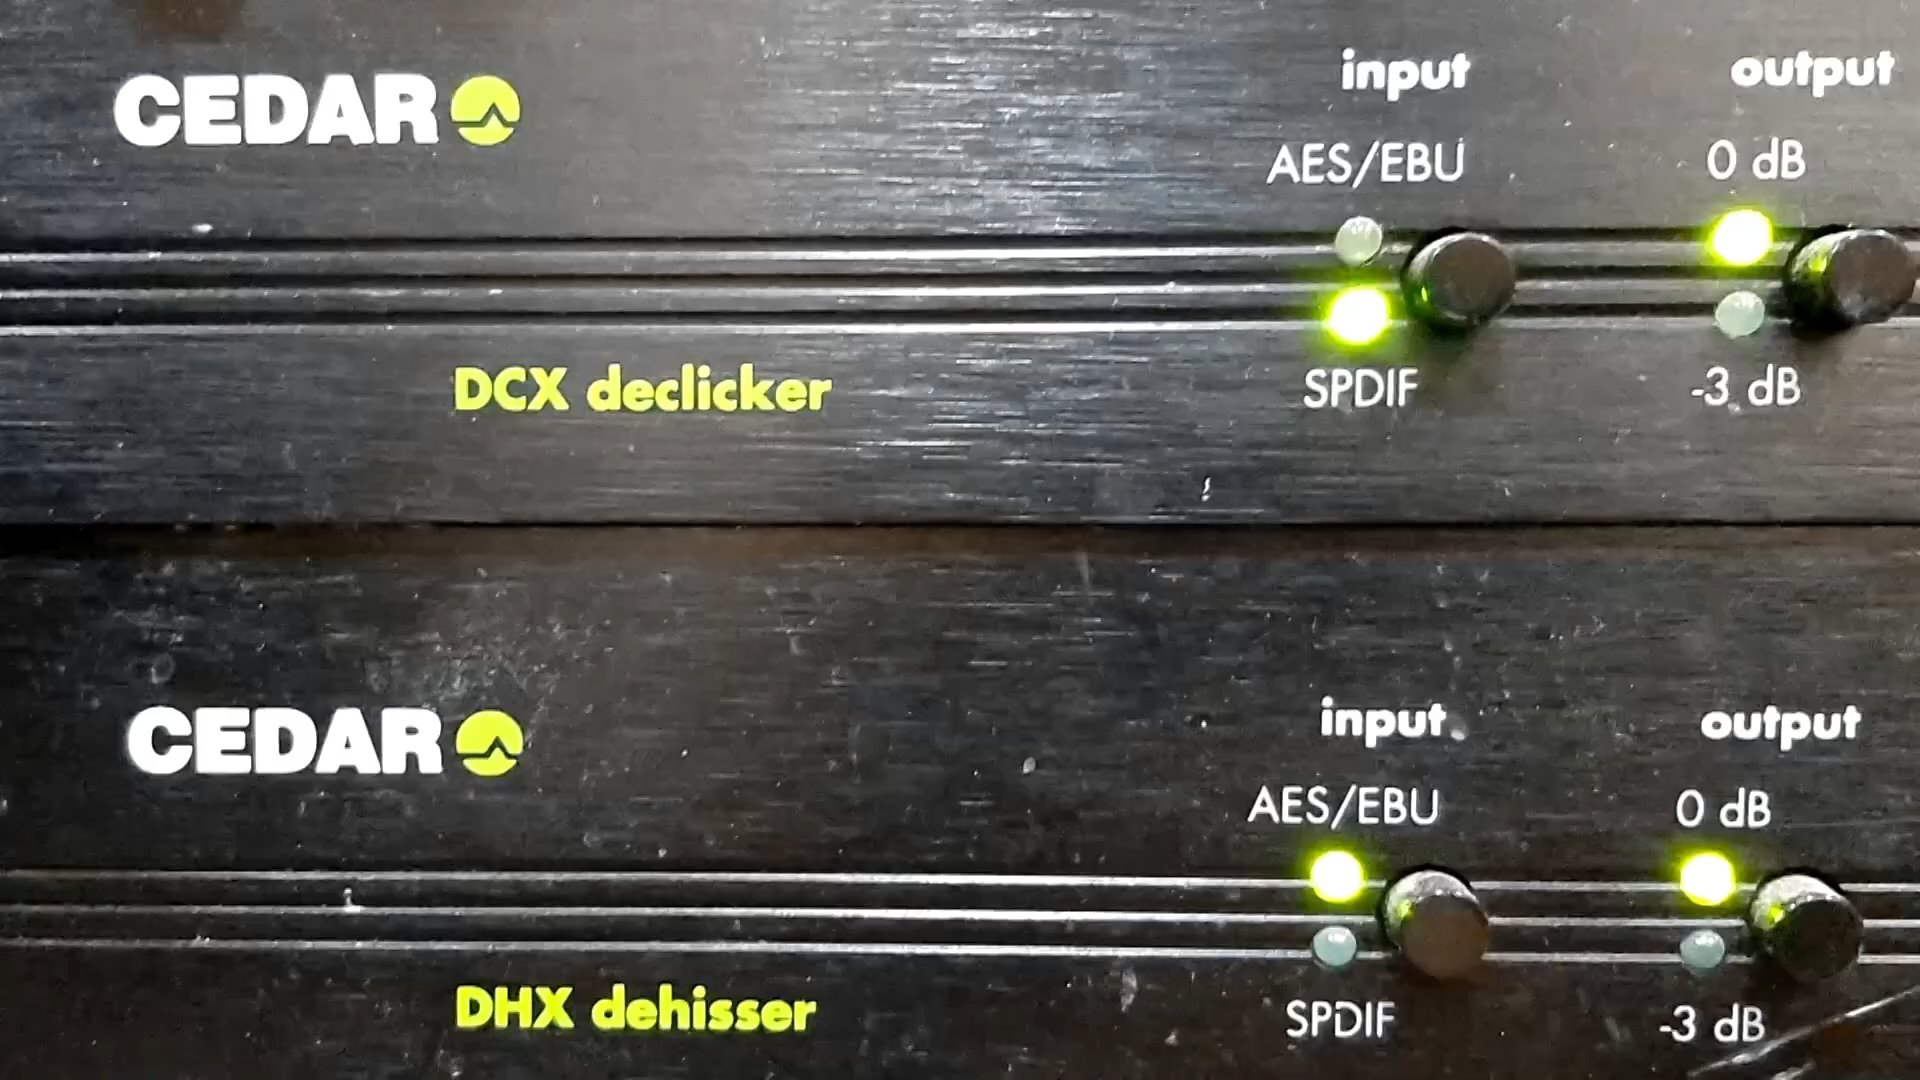 CEDAR
input output
AES/EBU 0 dB
SPDIF -3 dB
DCX declicker
CEDAR
input output
AES/EBU 0 dB
SPDIF -3 dB
DHX dehisser